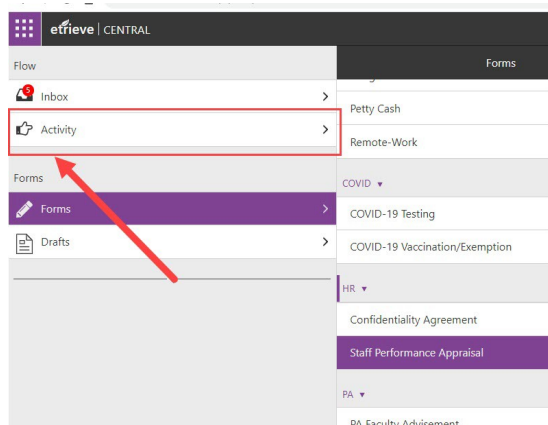 etrieve | CENTRAL
Flow
5
Inbox
Activity
Forms
Forms
Drafts
Forms
Petty Cash
Remote-Work
COVID
COVID-19 Testing
COVID-19 Vaccination/Exemption
HR
Confidentiality Agreement
Staff Performance Appraisal
PA
PA Faculty Advisement